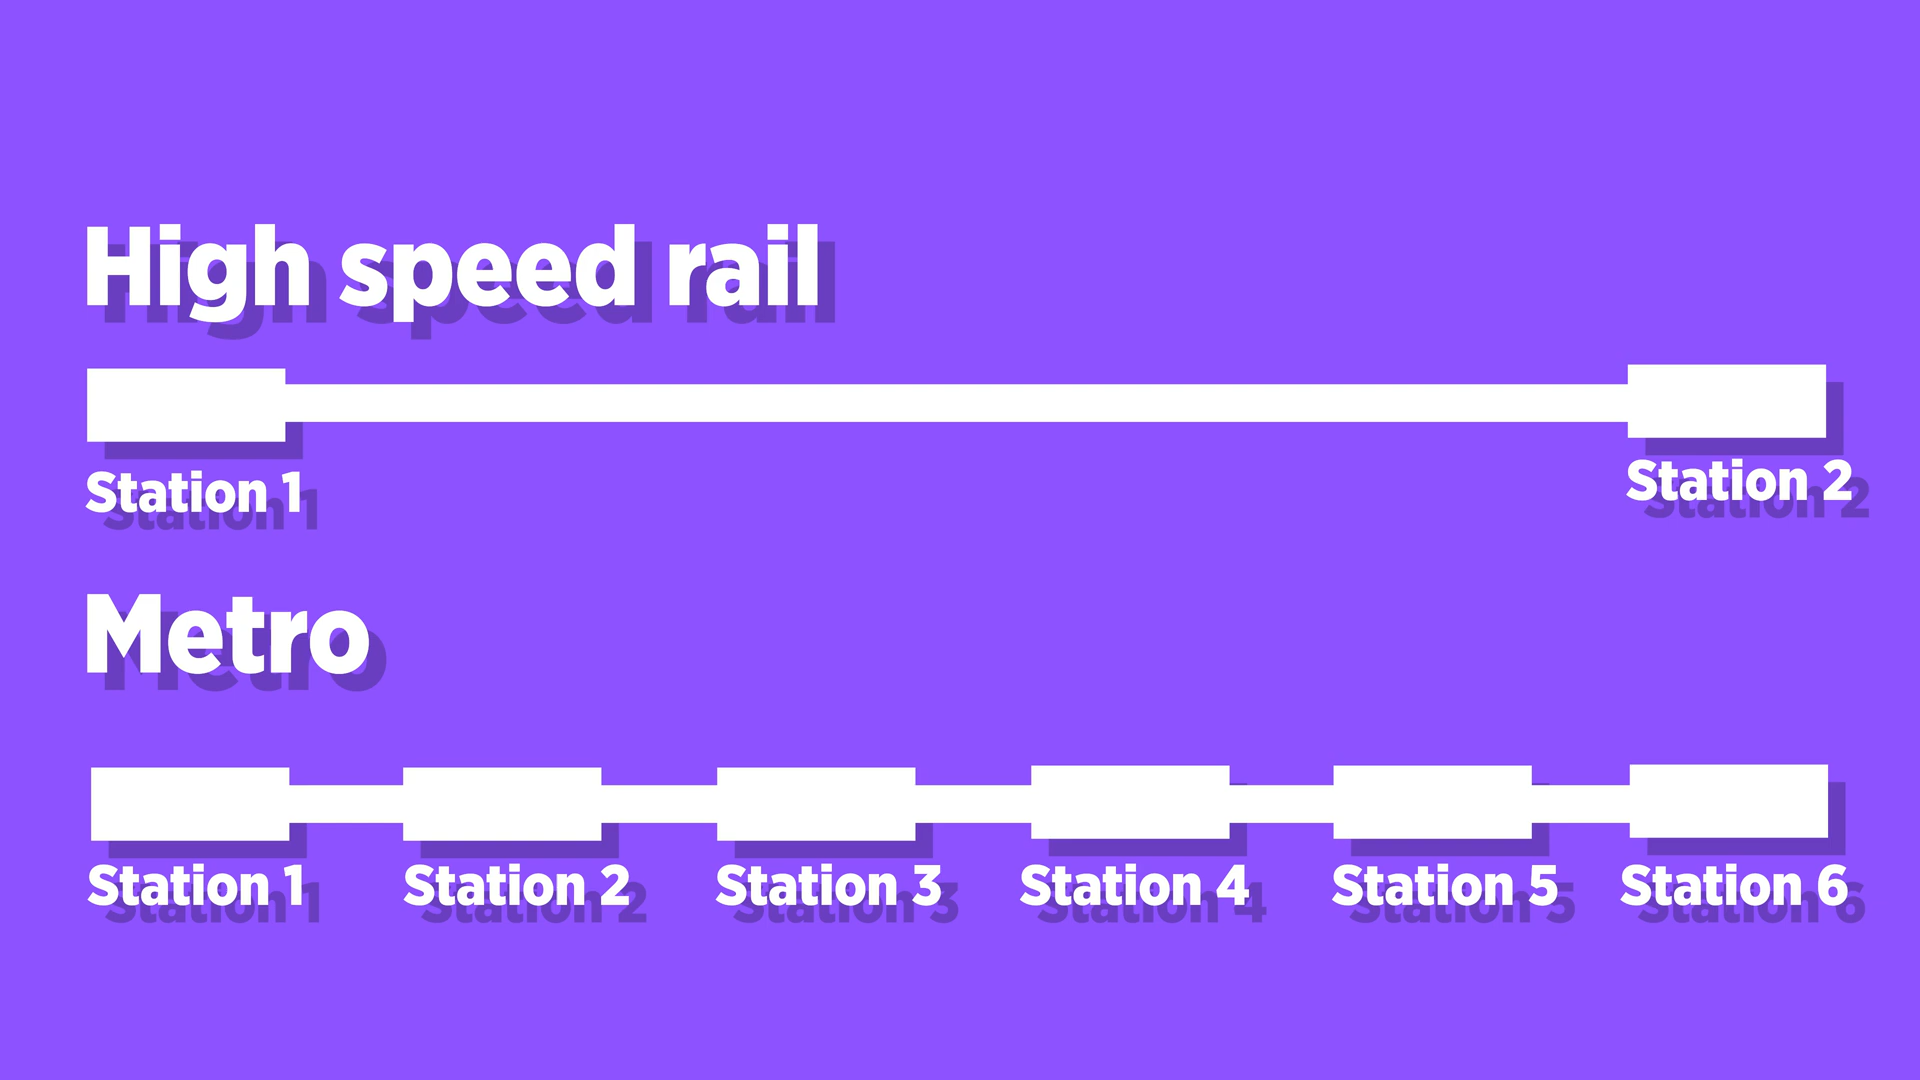 High speed rail
Station 1
Station 2
Metro
Station 1
Station 2
Station 3
Station 4
Station 5
Station 6